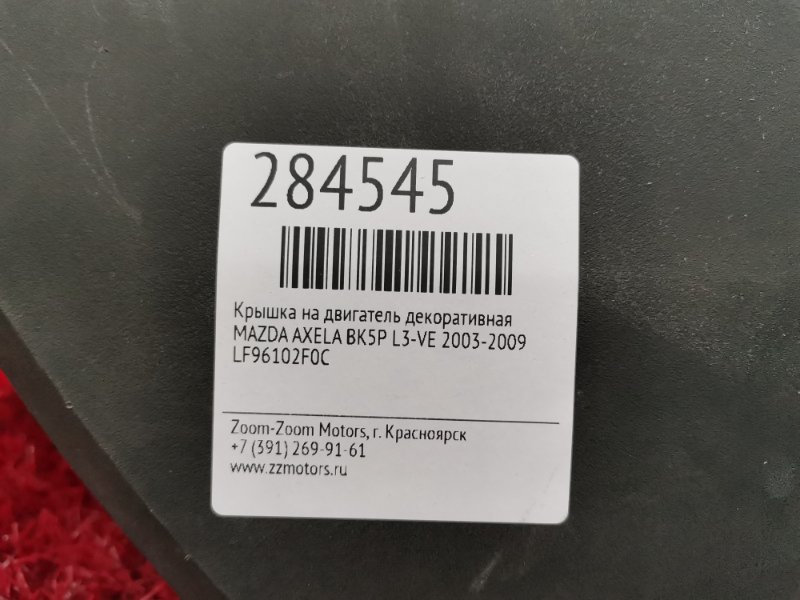 284545
Крышка на двигатель декоративная
MAZDA AXELA BK5P L3-VE 2003-2009
LF96102F0C
Zoom-Zoom Motors, г. Красноярск
+7 (391) 269-91-61
www.zzmotors.ru